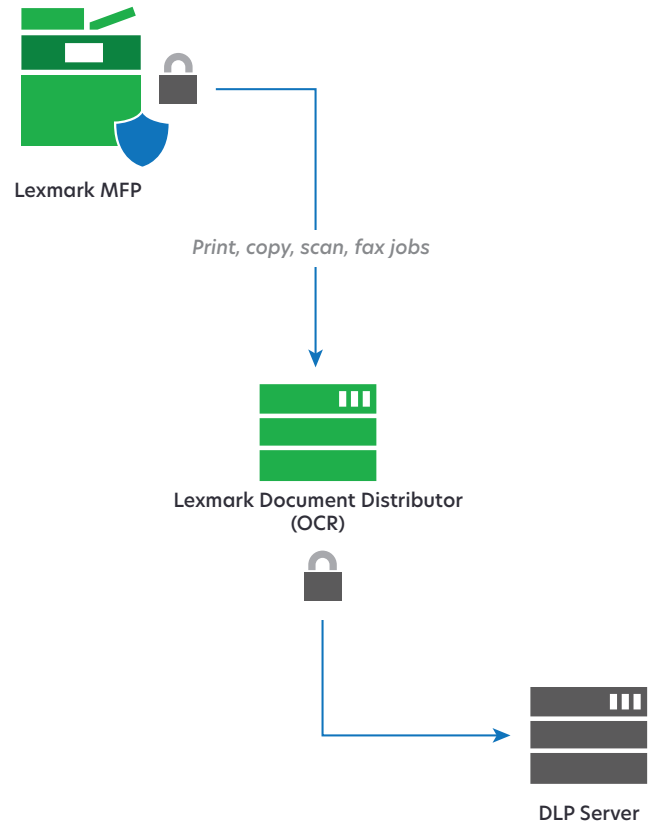 Lexmark MFP
Print, copy, scan, fax jobs
Lexmark Document Distributor
(OCR)
DLP Server